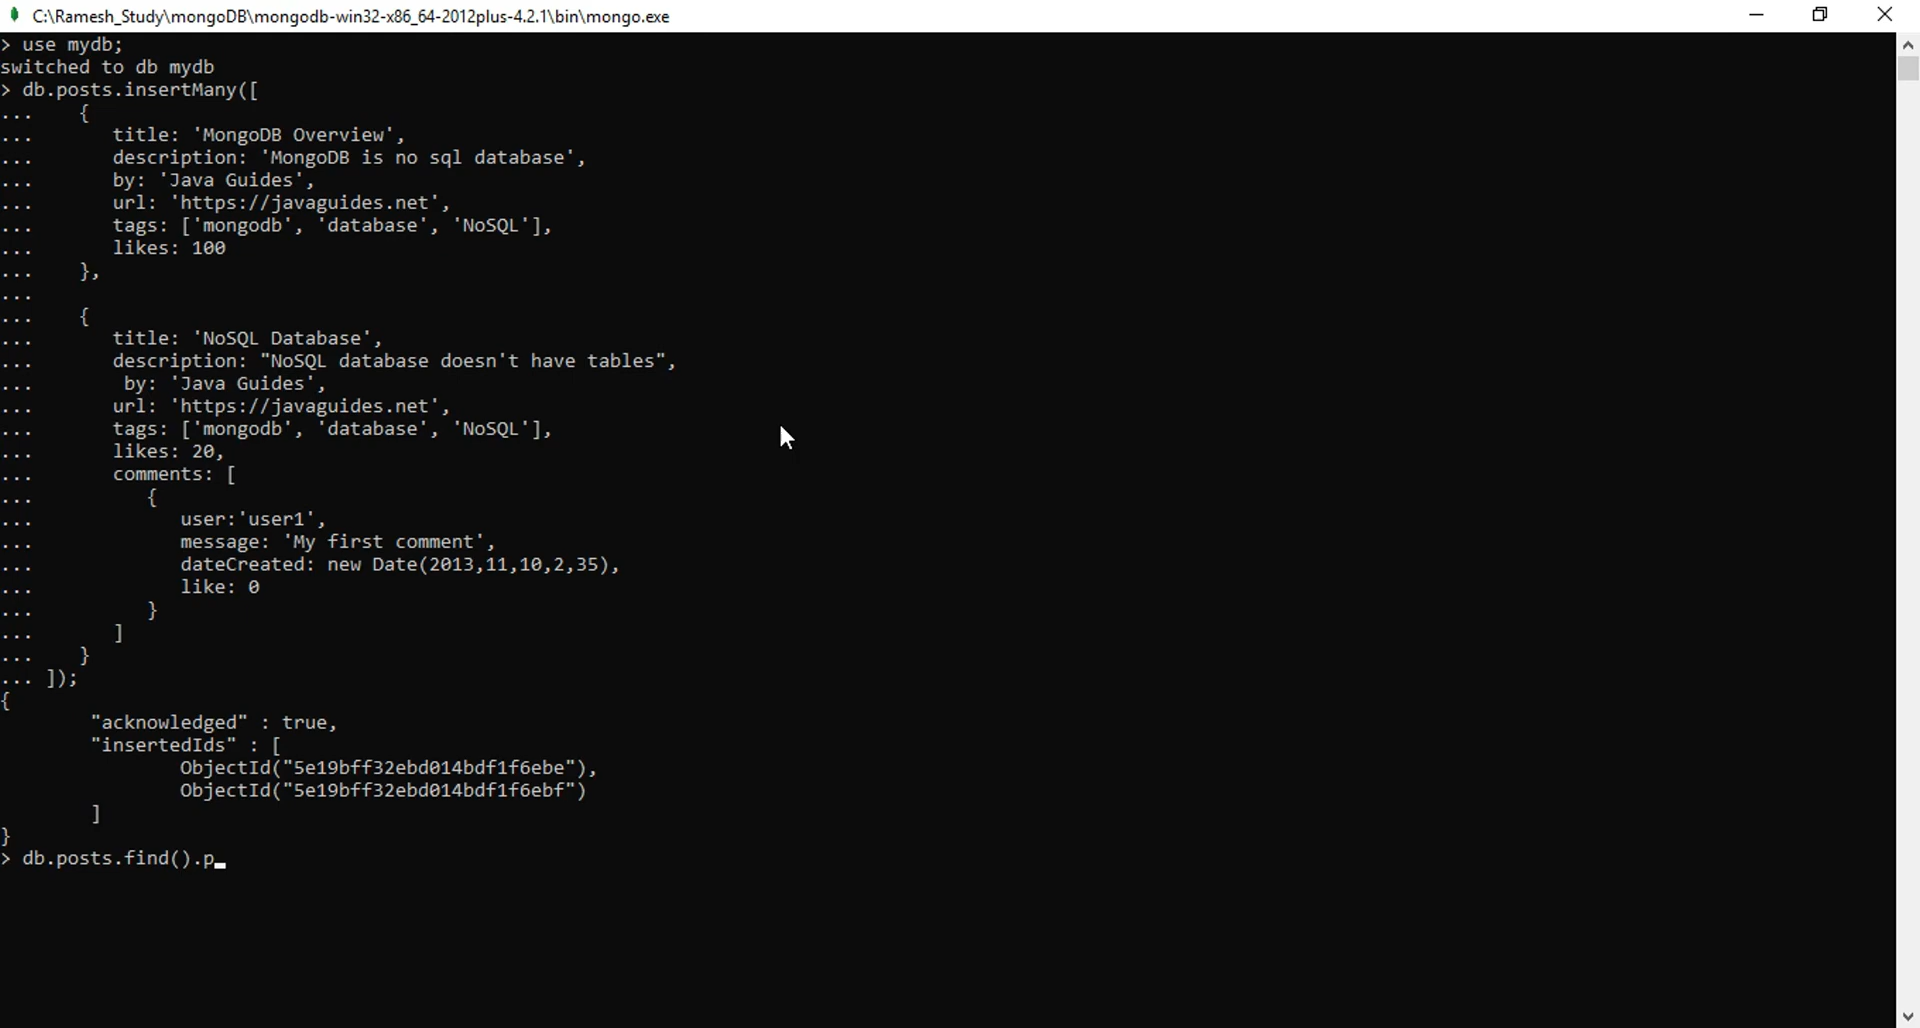 C:\Ramesh_Study\mongoDB\mongodb-win32-x86_64-2012plus-4.2.1\bin\mongo.exe
> use mydb;
switched to db mydb
> db.posts.insertMany([
...    {
...       title: 'MongoDB Overview',
...       description: 'MongoDB is no sql database',
...       by: 'Java Guides',
...       url: 'https://javaguides.net',
...       tags: ['mongodb', 'database', 'NoSQL'],
...       likes: 100
...    },
...
...    {
...       title: 'NoSQL Database',
...       description: "NoSQL database doesn't have tables",
...        by: 'Java Guides',
...       url: 'https://javaguides.net',
...       tags: ['mongodb', 'database', 'NoSQL'],
...       likes: 20,
...       comments: [
...          {
...             user:'user1',
...             message: 'My first comment',
...             dateCreated: new Date(2013,11,10,2,35),
...             like: 0
...          }
...       ]
...    }
... ]);
{
        "acknowledged" : true,
        "insertedIds" : [
                ObjectId("5e19bff32ebd014bdf1f6ebe"),
                ObjectId("5e19bff32ebd014bdf1f6ebf")
        ]
}
> db.posts.find().p_